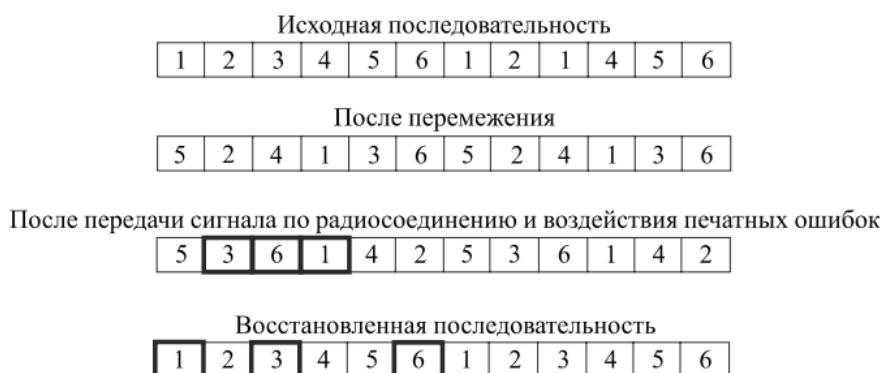 Исходная последовательность
1 2 3 4 5 6 1 2 1 4 5 6
После перемежения
5 2 4 1 3 6 5 2 4 1 3 6
После передачи сигнала по радиосоединению и воздействия печатных ошибок
5 3 6 1 4 2 5 3 6 1 4 2
Восстановленная последовательность
1 2 3 4 5 6 1 2 3 4 5 6